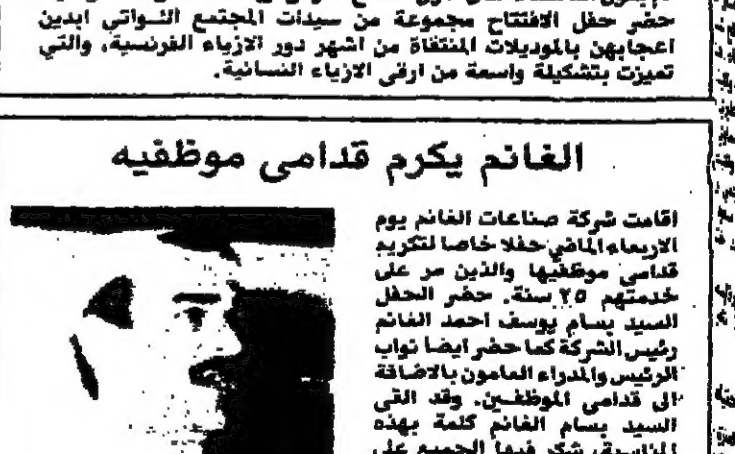 حضر حفل الافتتاح مجموعة من سيدات المجتمع اللـواتي ابدين
اعجابهن بالموديلات المنتقاة من اشهر دور الازياء الفرنسية، والتي
تميزت بتشكيلة واسعة من ارقى الازياء النسائية.
الغانم يكرم قدامى موظفيه
اقامت شركة صناعات الغانم يوم
الاربعاء الماضي حفلا خاصا لتكريم
قدامى موظفيها والذين مر على
خدمتهم ٢٥ سنة. حضر الحفل
السيد بسام يوسف احمد الغانم
رئيس الشركة كما حضر ايضا نواب
الرئيس والمدراء العامون بالاضافة
الى قدامى الموظفـين. وقد القى
السيد بسام الغانم كلمة بهذه
المناسبة، شكر فيها الجميع على